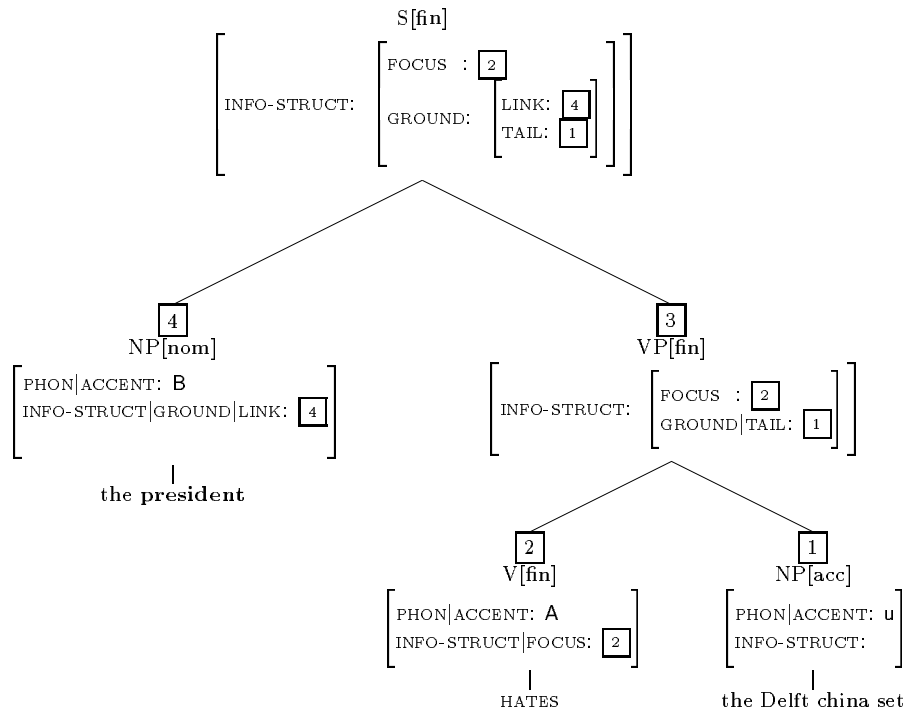 S[fin]
FOCUS : 2
INFO-STRUCT:
LINK: 4
GROUND:
TAIL: 1
4
NP[nom]
PHON|ACCENT: B
INFO-STRUCT|GROUND|LINK: 4
the president
3
VP[fin]
FOCUS : 2
INFO-STRUCT:
GROUND|TAIL: 1
2
V[fin]
PHON|ACCENT: A
INFO-STRUCT|FOCUS: 2
HATES
1
NP[acc]
PHON|ACCENT: u
INFO-STRUCT:
the Delft china set